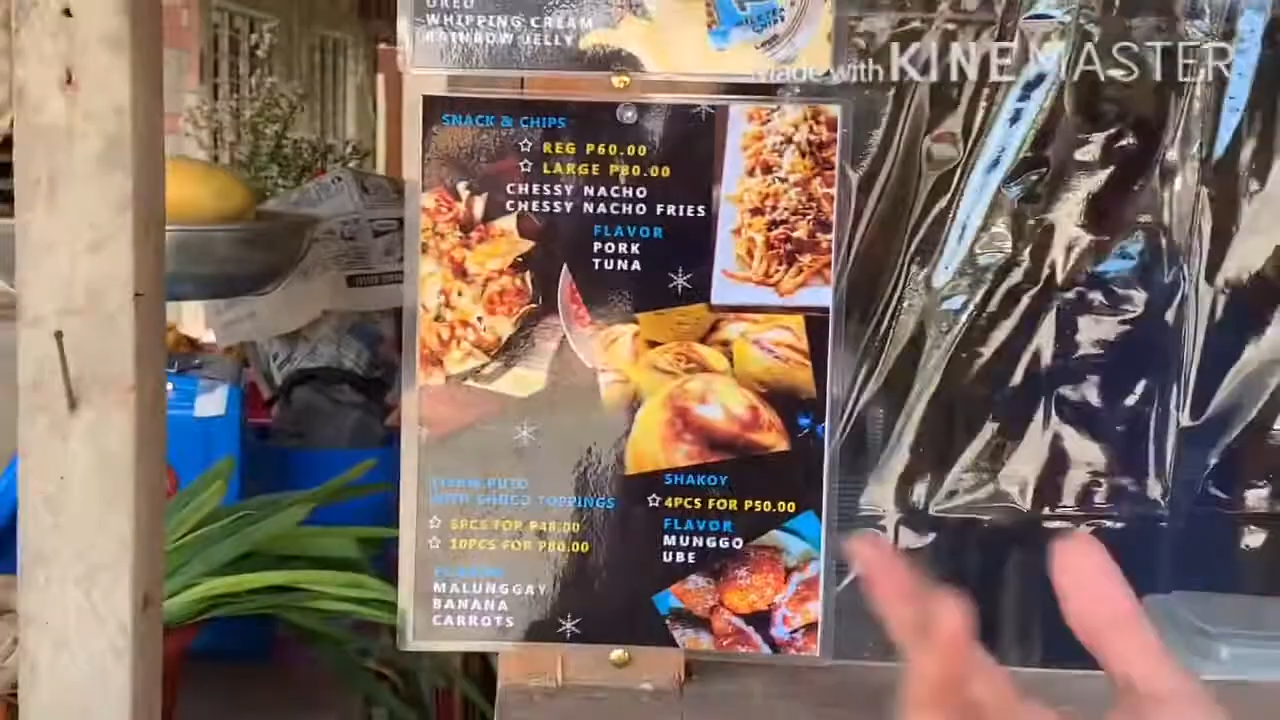 OREO
WHIPPING CREAM
RAINBOW JELLY
Made with KINEMASTER
SNACK & CHIPS
REG P60.00
LARGE P80.00
CHESSY NACHO
CHESSY NACHO FRIES
FLAVOR
PORK
TUNA
PUTO
WITH CHOCO TOPPINGS
5PCS FOR P48.00
10PCS FOR P80.00
FLAVOR
MALUNGGAY
BANANA
CARROTS
SHAKOY
4PCS FOR P50.00
FLAVOR
MUNGGO
UBE